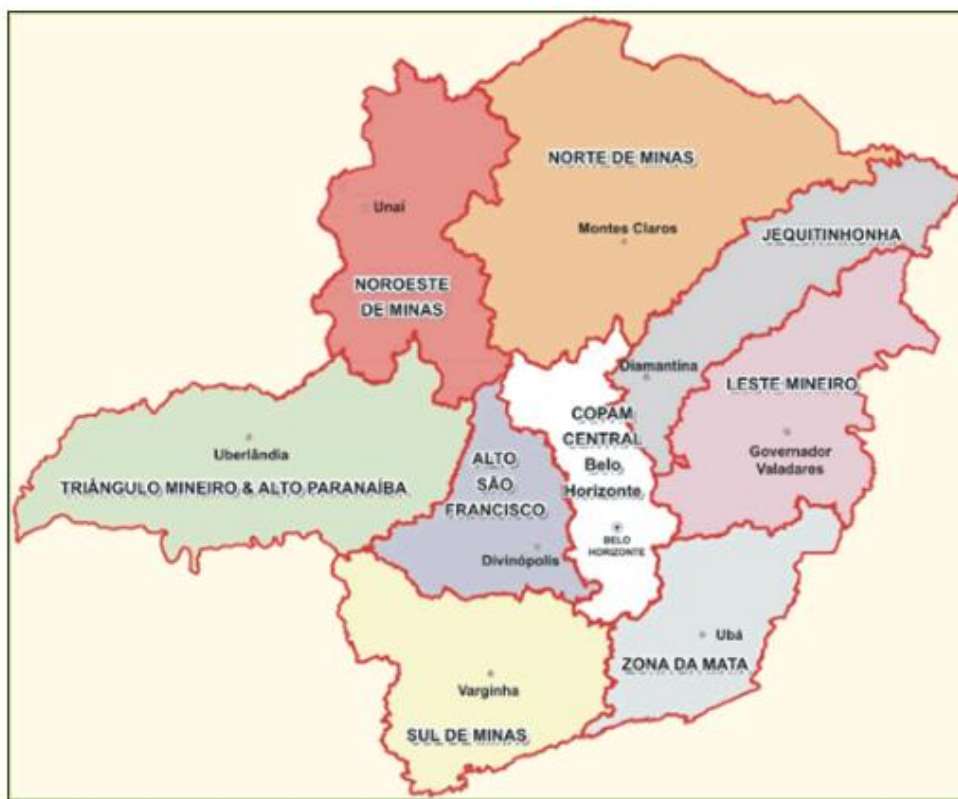 NORTE DE MINAS
Unaí
Montes Claros
JEQUITINHONHA
NOROESTE
DE MINAS
Diamantina
LESTE MINEIRO
COPAM
CENTRAL
Belo
Horizonte
Uberlândia
TRIÂNGULO MINEIRO & ALTO PARANAÍBA
ALTO
SÃO
FRANCISCO
Governador
Valadares
BELO
HORIZONTE
Divinópolis
Ubá
ZONA DA MATA
Varginha
SUL DE MINAS